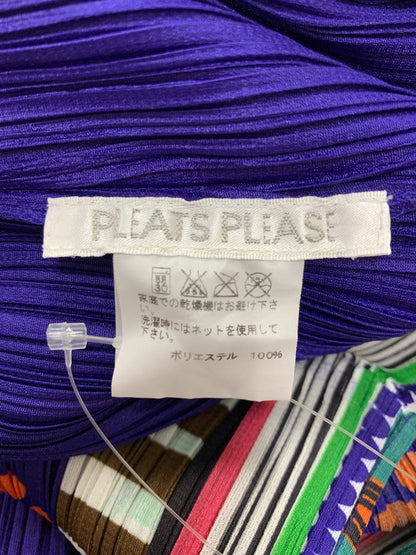 PLEATS PLEASE
家庭での乾燥機はお避け下さい。
洗濯時にはネットを使用して
下さい。
ポリエステル 100%